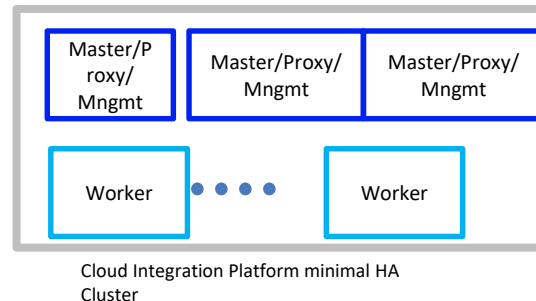 Master/P
roxy/
Mngmt
Master/Proxy/
Mngmt
Master/Proxy/
Mngmt
Worker
Worker
Cloud Integration Platform minimal HA
Cluster